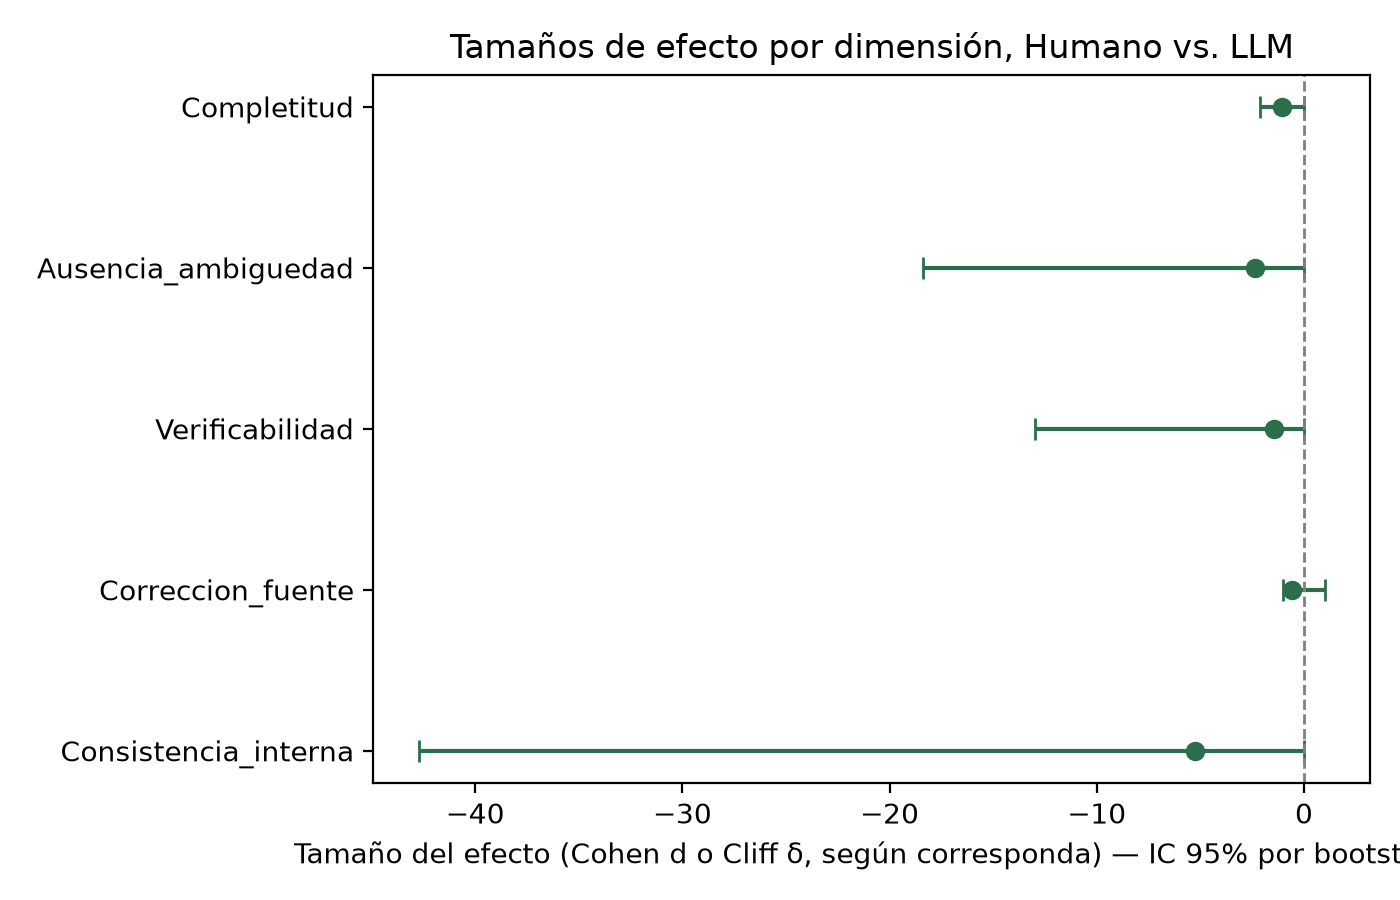 Tamaños de efecto por dimensión, Humano vs. LLM
Completitud
Ausencia_ambiguedad
Verificabilidad
Correccion_fuente
Consistencia_interna
−40 −30 −20 −10 0
Tamaño del efecto (Cohen d o Cliff δ, según corresponda) — IC 95% por bootst